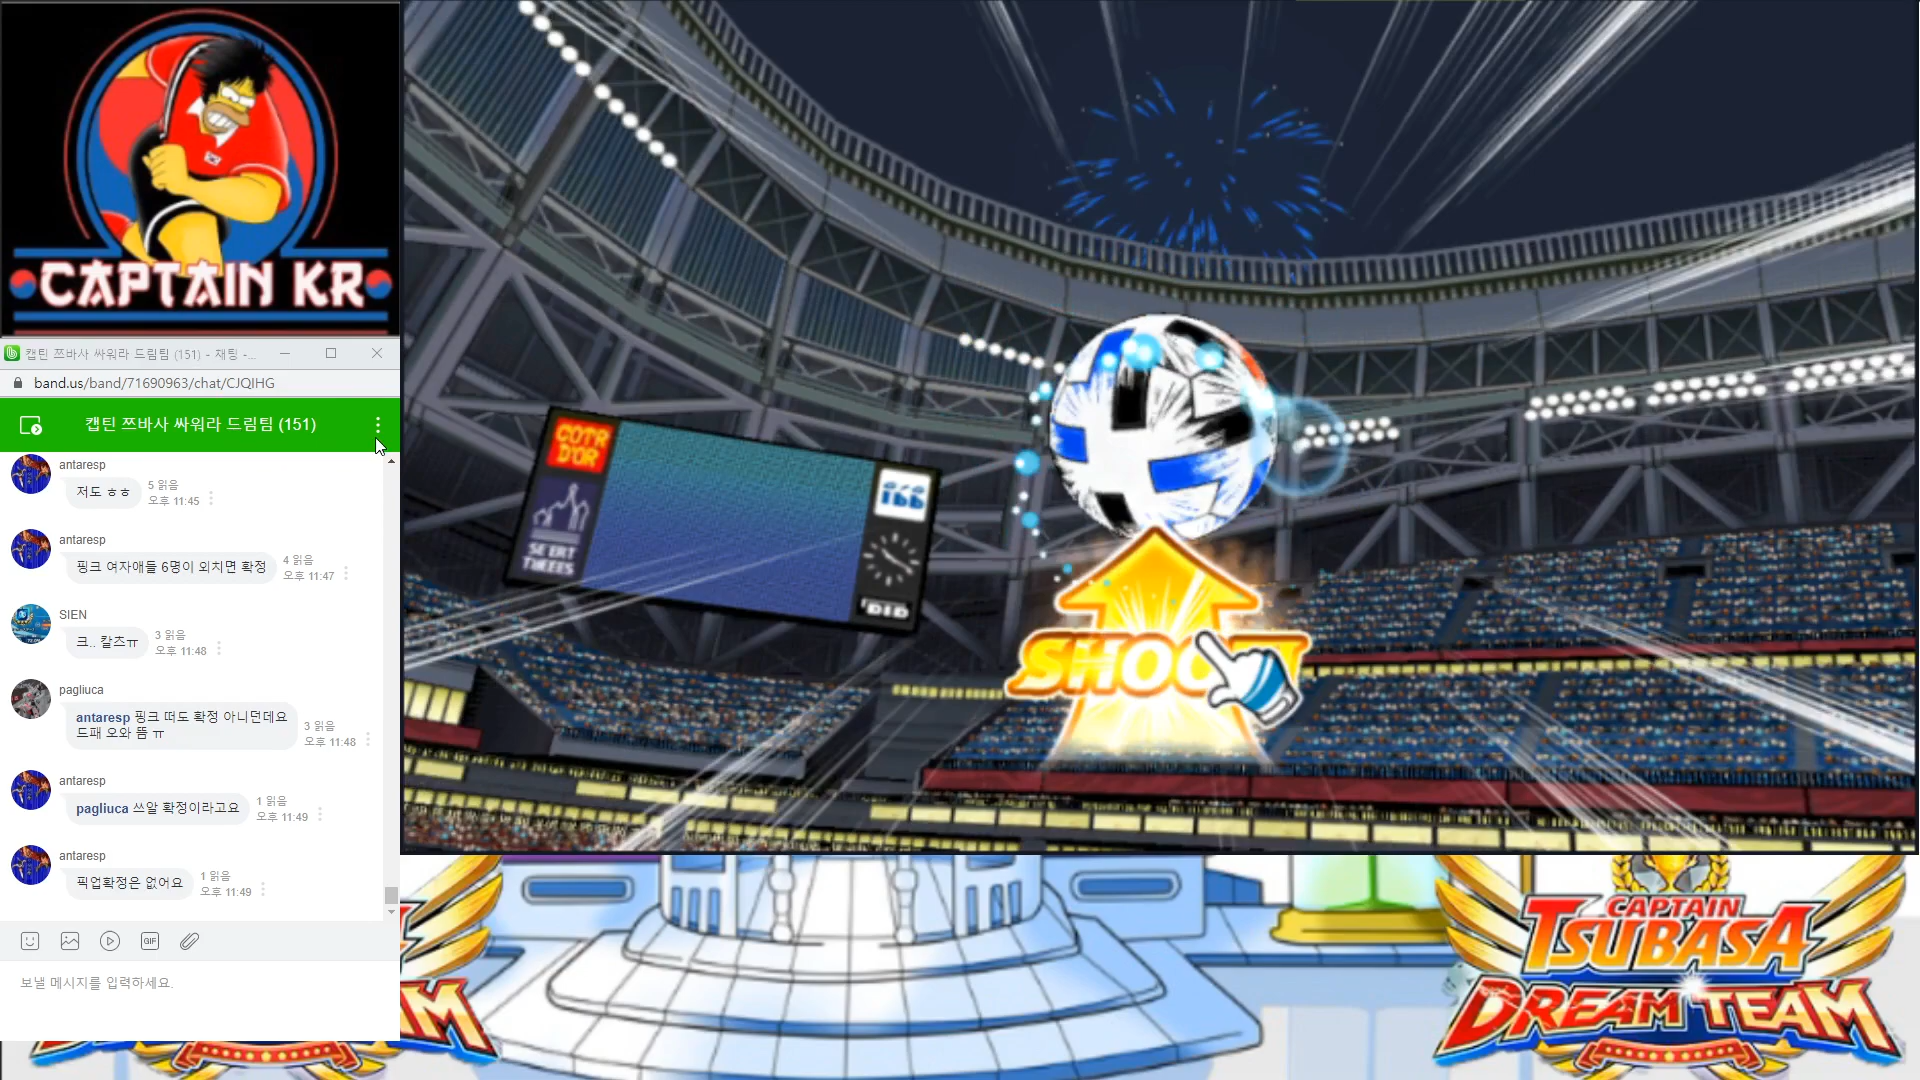 CAPTAIN KR
캡틴 쯔바사 싸워라 드림팀 (151) - 채팅 -...
band.us/band/71690963/chat/CJQIHG
캡틴 쯔바사 싸워라 드림팀 (151)
antaresp
저도 ㅎㅎ
5 읽음
오후 11:45
antaresp
핑크 여자애들 6명이 외치면 확정
4 읽음
오후 11:47
SIEN
크.. 칼츠ㅠ
3 읽음
오후 11:48
pagliuca
antaresp 핑크 떠도 확정 아니던데요
드패 오와 뜸 ㅠ
3 읽음
오후 11:48
antaresp
pagliuca 쓰알 확정이라고요
1 읽음
오후 11:49
antaresp
픽업확정은 없어요
1 읽음
오후 11:49
GIF
보낼 메시지를 입력하세요.
COTR
D'OR
SHOOT
CAPTAIN
TSUBASA
DREAM TEAM